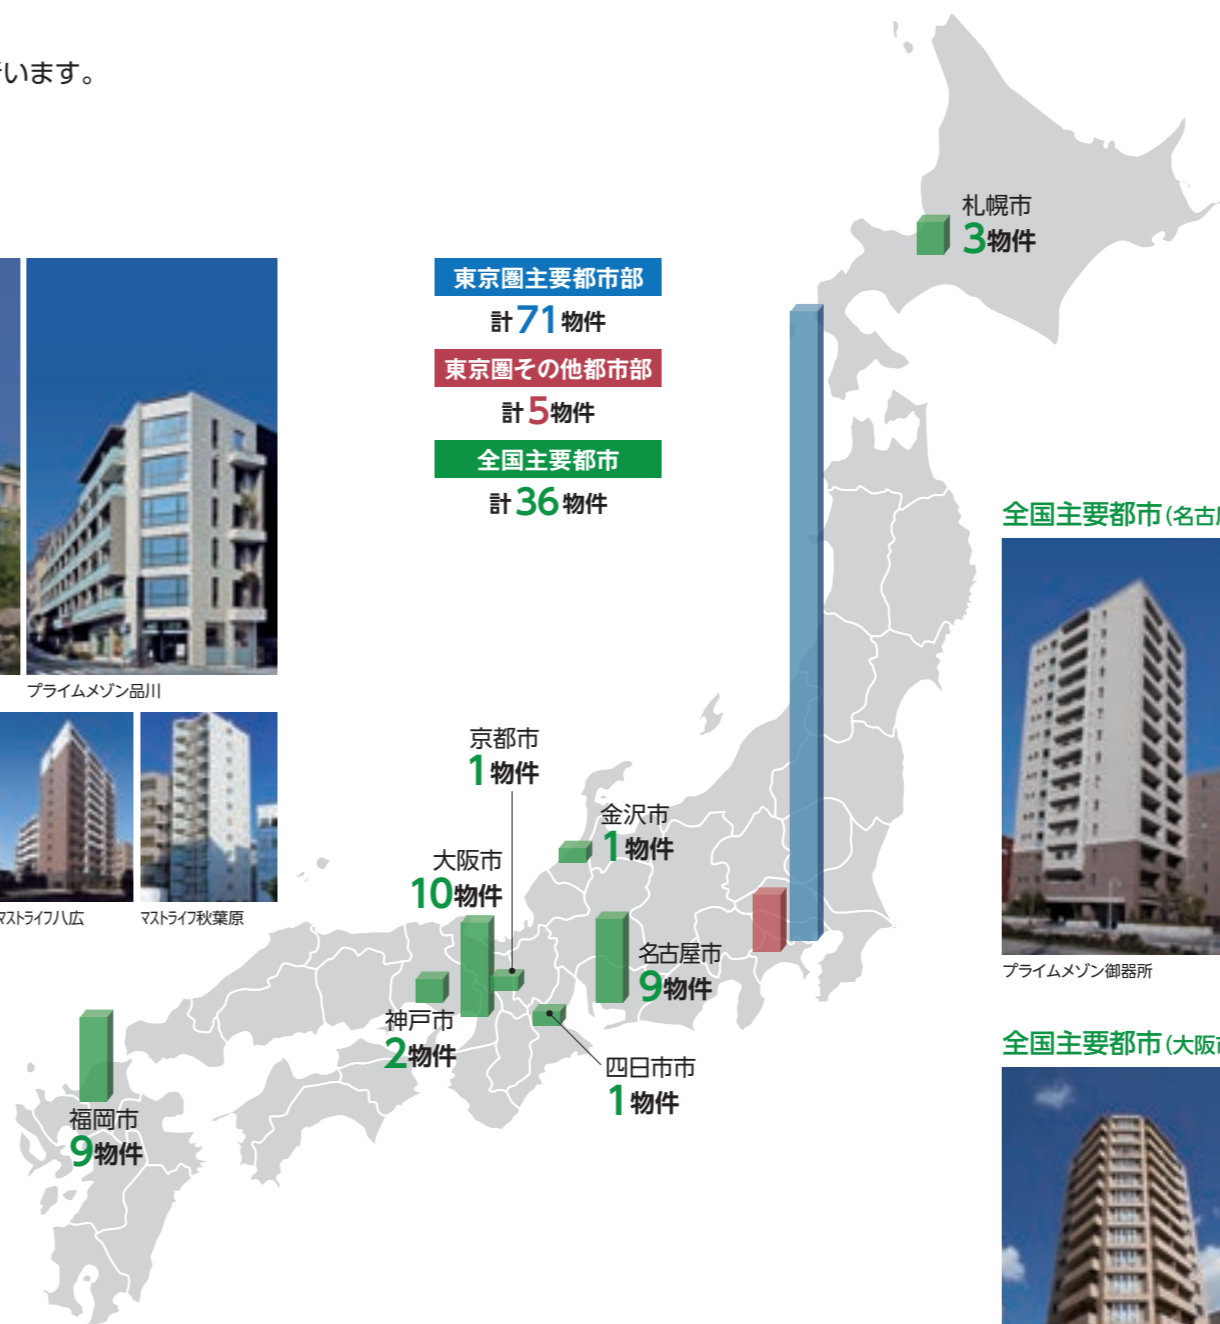 います。
札幌市
3物件
東京圏主要都市部
計71物件
東京圏その他都市部
計5物件
全国主要都市
計36物件
プライムメゾン品川
マストライフ八広
マストライフ秋葉原
京都市
1物件
金沢市
1物件
大阪市
10物件
名古屋市
9物件
神戸市
2物件
四日市市
1物件
福岡市
9物件
全国主要都市(名古
プライムメゾン御器所
全国主要都市(大阪